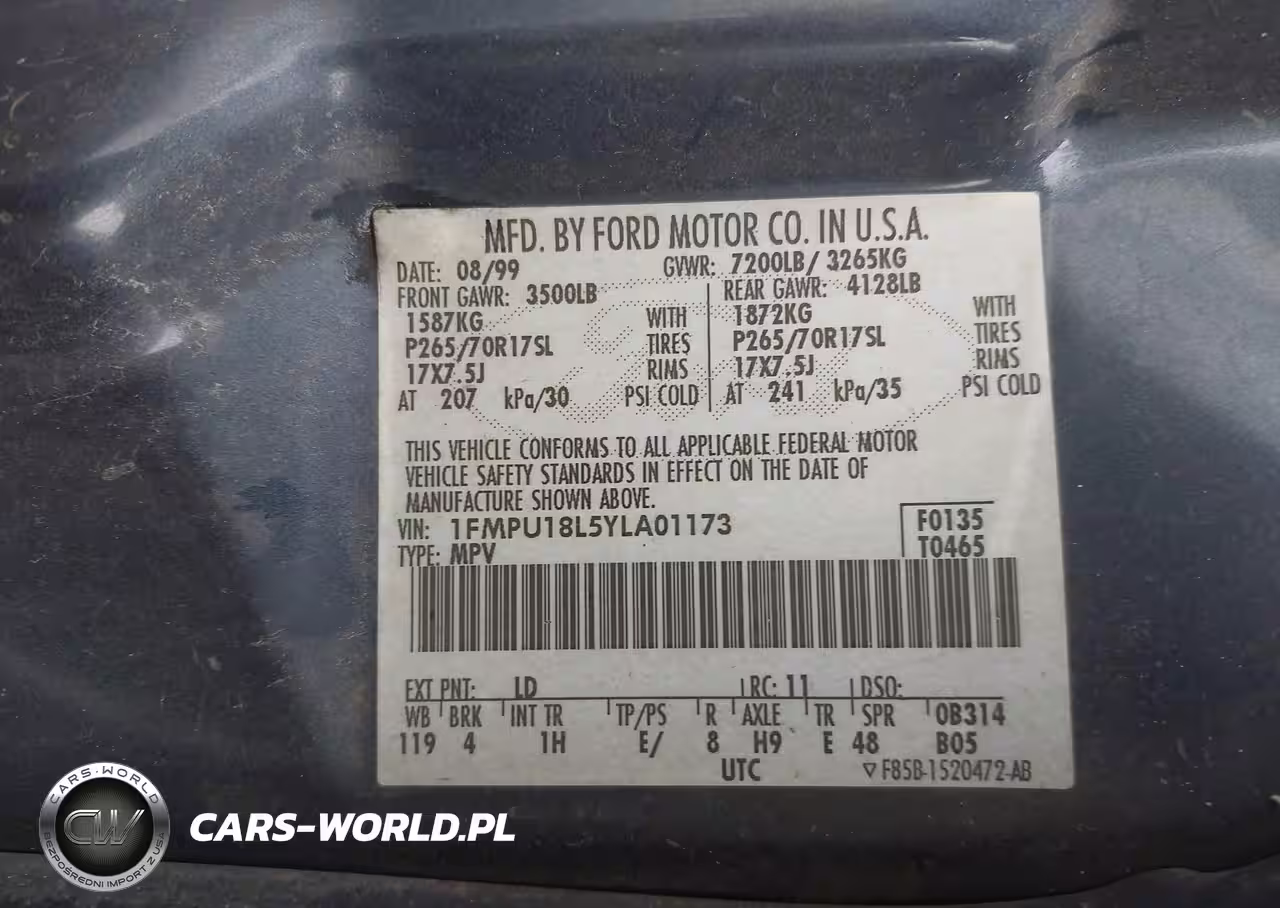 MFD. BY FORD MOTOR CO. IN U.S.A.
DATE: 08/99 GVWR: 7200LB/ 3265KG
FRONT GAWR: 3500LB REAR GAWR: 4128LB
1587KG WITH 1872KG WITH
P265/70R17SL TIRES P265/70R17SL TIRES
17X7.5J RIMS 17X7.5J RIMS
AT 207 kPa/30 PSI COLD AT 241 kPa/35 PSI COLD
THIS VEHICLE CONFORMS TO ALL APPLICABLE FEDERAL MOTOR
VEHICLE SAFETY STANDARDS IN EFFECT ON THE DATE OF
MANUFACTURE SHOWN ABOVE.
VIN: 1FMPU18L5YLA01173 F0135
TYPE: MPV T0465
EXT PNT: LD RC: 11 DSO:
WB BRK INT TR TP/PS R AXLE TR SPR 0B314
119 4 1H E/ 8 H9 E 48 B05
UTC F85B-1520472-AB
CARS-WORLD
CW
BEZPOŚREDNI IMPORT Z USA
CARS-WORLD.PL